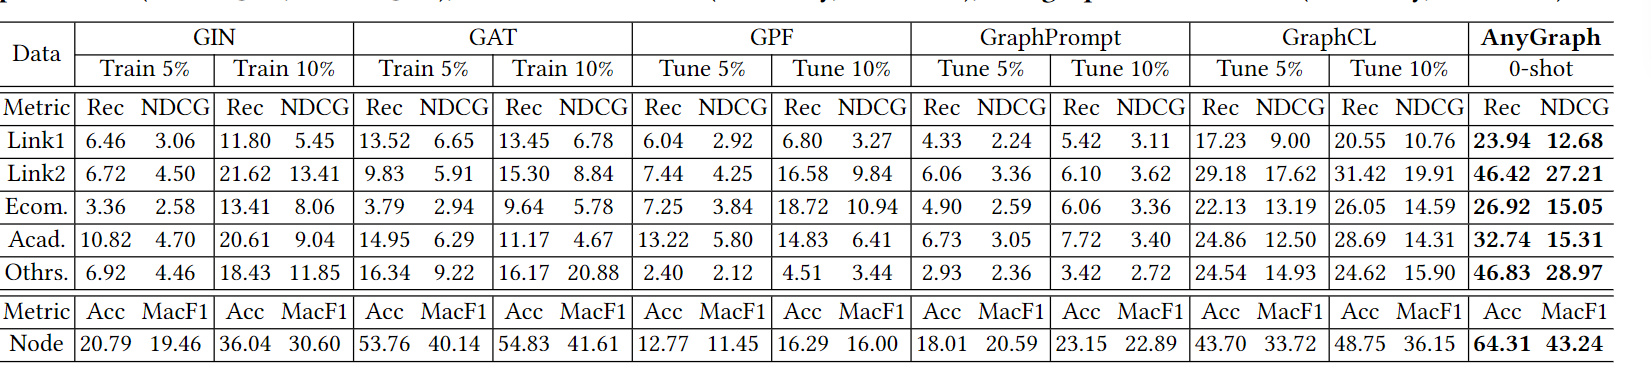 Data GIN GAT GPF GraphPrompt GraphCL AnyGraph
Train 5% Train 10% Train 5% Train 10% Tune 5% Tune 10% Tune 5% Tune 10% Tune 5% Tune 10% 0-shot
Metric Rec NDCG Rec NDCG Rec NDCG Rec NDCG Rec NDCG Rec NDCG Rec NDCG Rec NDCG Rec NDCG Rec NDCG Rec NDCG
Link1 6.46 3.06 11.80 5.45 13.52 6.65 13.45 6.78 6.04 2.92 6.80 3.27 4.33 2.24 5.42 3.11 17.23 9.00 20.55 10.76 23.94 12.68
Link2 6.72 4.50 21.62 13.41 9.83 5.91 15.30 8.84 7.44 4.25 16.58 9.84 6.06 3.36 6.10 3.62 29.18 17.62 31.42 19.91 46.42 27.21
Ecom. 3.36 2.58 13.41 8.06 3.79 2.94 9.64 5.78 7.25 3.84 18.72 10.94 4.90 2.59 6.06 3.36 22.13 13.19 26.05 14.59 26.92 15.05
Acad. 10.82 4.70 20.61 9.04 14.95 6.29 11.17 4.67 13.22 5.80 14.83 6.41 6.73 3.05 7.72 3.40 24.86 12.50 28.69 14.31 32.74 15.31
Othrs. 6.92 4.46 18.43 11.85 16.34 9.22 16.17 20.88 2.40 2.12 4.51 3.44 2.93 2.36 3.42 2.72 24.54 14.93 24.62 15.90 46.83 28.97
Metric Acc MacF1 Acc MacF1 Acc MacF1 Acc MacF1 Acc MacF1 Acc MacF1 Acc MacF1 Acc MacF1 Acc MacF1 Acc MacF1 Acc MacF1
Node 20.79 19.46 36.04 30.60 53.76 40.14 54.83 41.61 12.77 11.45 16.29 16.00 18.01 20.59 23.15 22.89 43.70 33.72 48.75 36.15 64.31 43.24